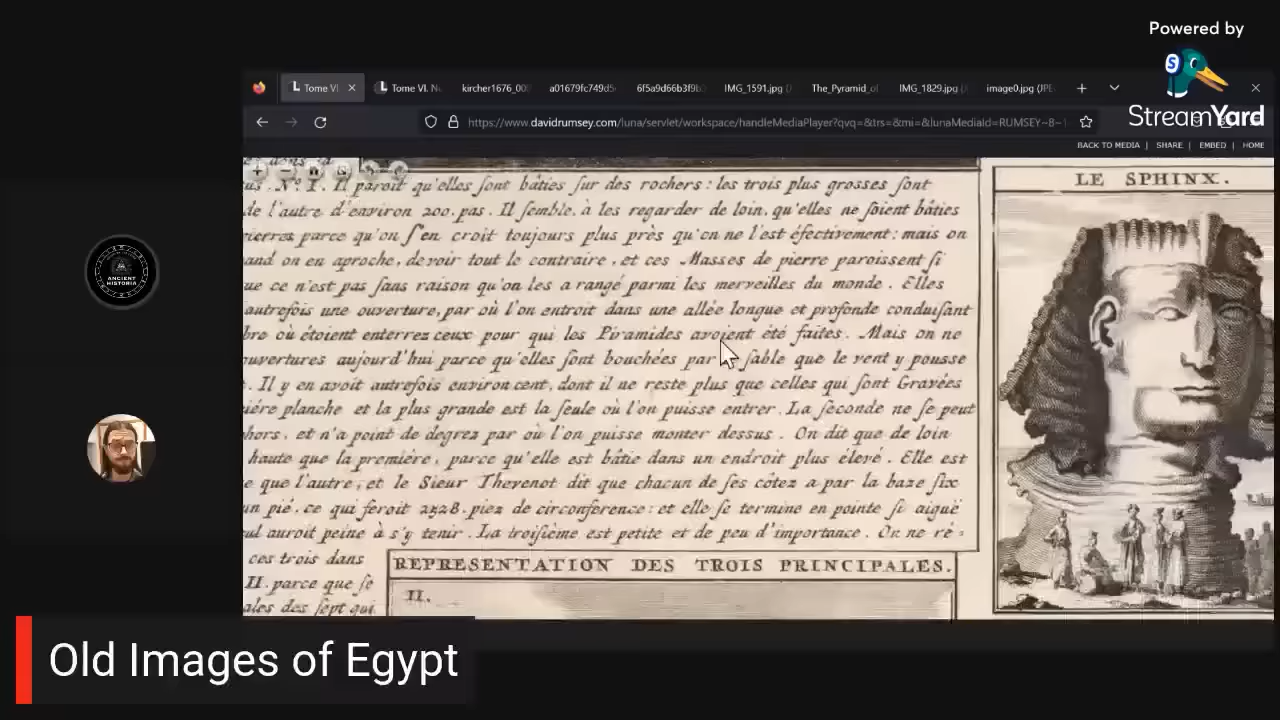 Powered by
StreamYard
Tome VI
Tome VI. N
kircher1676_00
a01679fc749d5
6f5a9d66b3f9b
IMG_1591.jpg (
The_Pyramid_of
IMG_1829.jpg (
image0.jpg (JPE
https://www.davidrumsey.com/luna/servlet/workspace/handleMediaPlayer?qvq=&trs=&mi=&lunaMediaId=RUMSEY~8~1
BACK TO MEDIA | SHARE | EMBED | HOME
N.º 1. Il paroit qu'elles sont bâties sur des rochers : les trois plus grosses sont
de l'autre d'environ 200. pas. Il semble, à les regarder de loin, qu'elles ne soient bâties
pierres parce qu'on s'en croit toujours plus près qu'on ne l'est éfectivement : mais on
and on en aproche, de voir tout le contraire, et ces Masses de pierre paroissent si
ue ce n'est pas sans raison qu'on les a rangé parmi les merveilles du monde. Elles
autrefois une ouverture, par où l'on entroit dans une allée longue et profonde conduisant
bre où étoient enterrez ceux pour qui les Piramides avoient été faites. Mais on ne
ouvertures aujourd'hui parce qu'elles sont bouchées par sable que le vent y pousse
. Il y en avoit autrefois environ cent, dont il ne reste plus que celles qui sont Gravées
iére planche et la plus grande est la seule où l'on puisse entrer. La seconde ne se peut
hors, et n'a point de degrez par où l'on puisse monter dessus. On dit que de loin
haute que la première, parce qu'elle est bâtie dans un endroit plus élevé. Elle est
e que l'autre, et le Sieur Thevenot dit que chacun de ses côtez a par la baze six
un pié, ce qui feroit 2528. piez de circonference : et elle se termine en pointe si aiguë
ul auroit peine à s'y tenir. La troisième est petite et de peu d'importance. On ne ré-
ces trois dans
II. parce que se
ales des sept qui
REPRESENTATION DES TROIS PRINCIPALES.
II.
LE SPHINX.
ANCIENT
HISTORIA
Old Images of Egypt